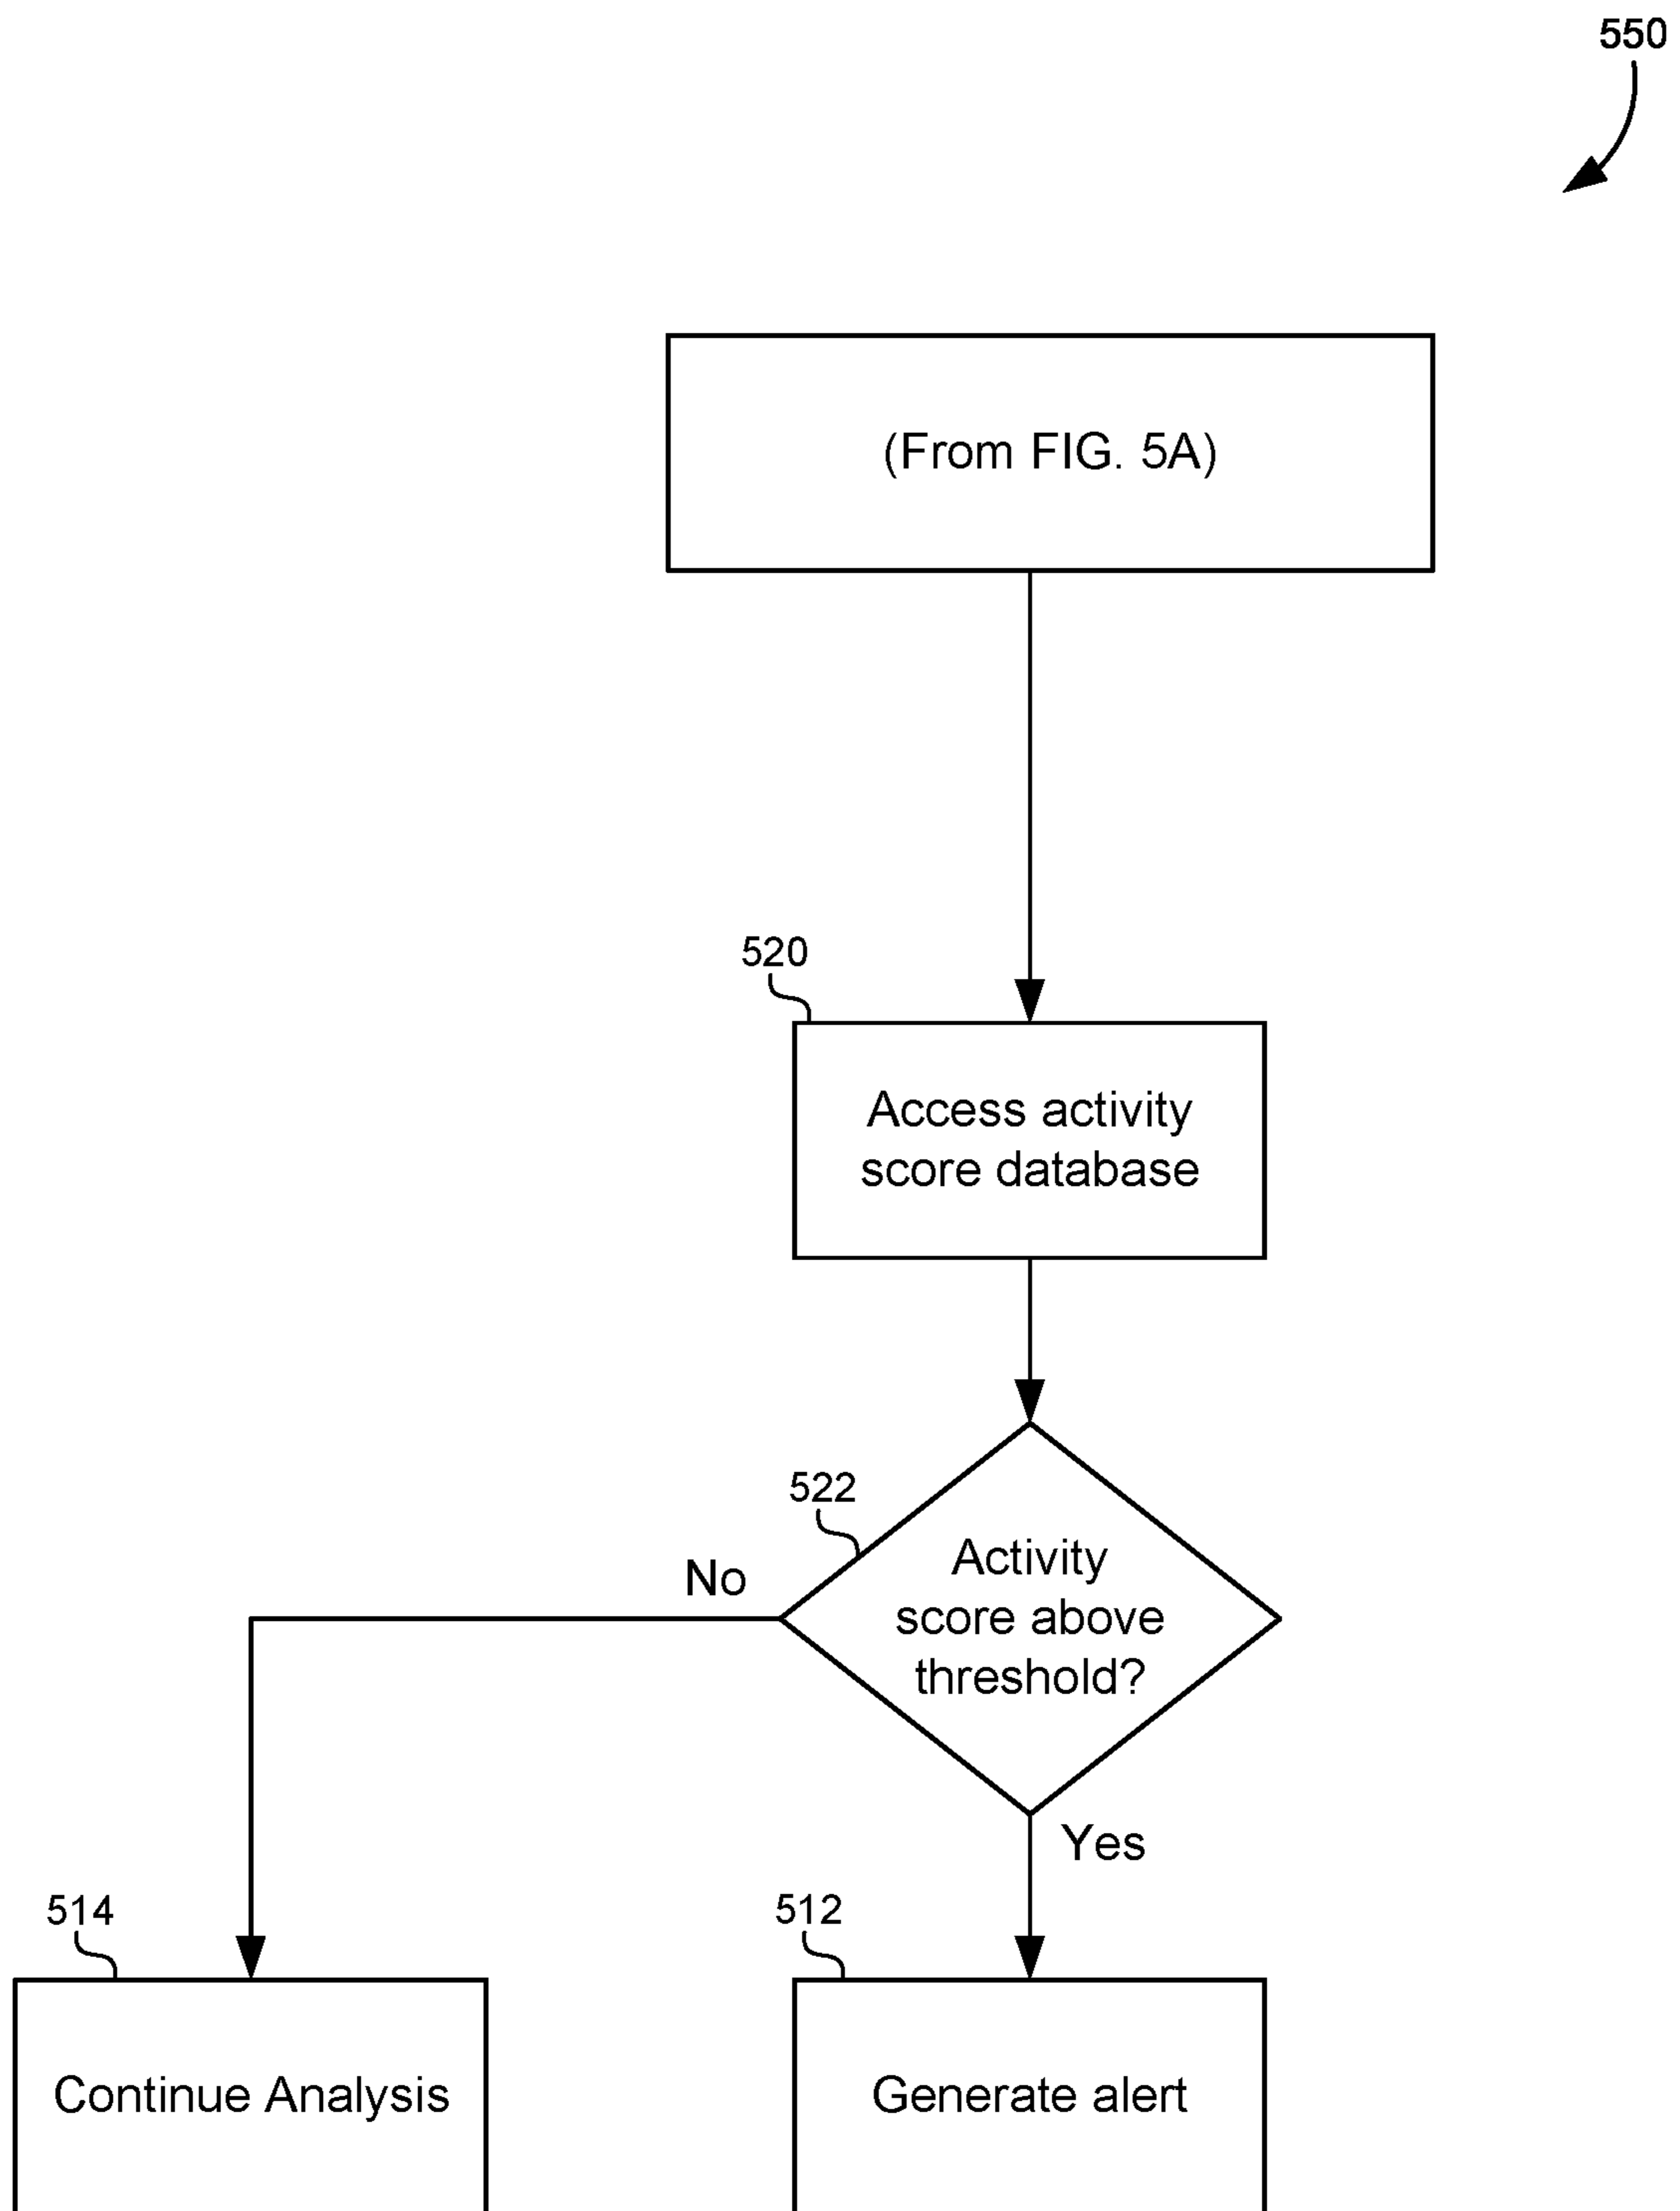 550
(From FIG. 5A)
520
Access activity
score database
522
Activity
score above
threshold?
No
Yes
514
Continue Analysis
512
Generate alert